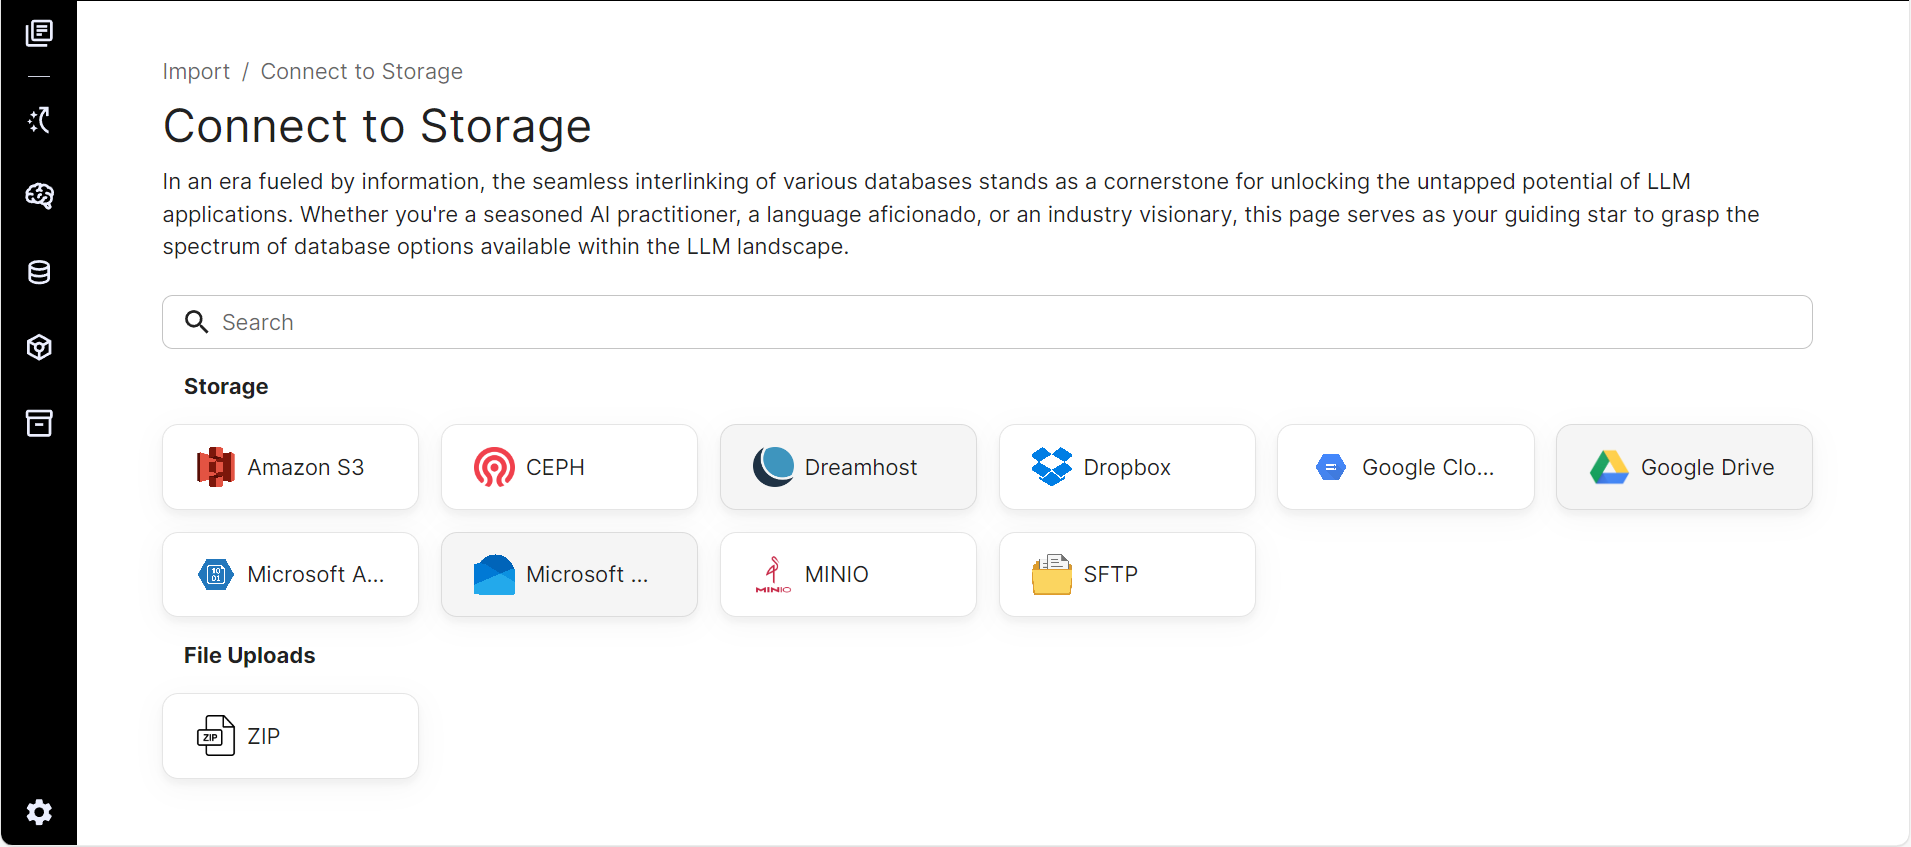 Import / Connect to Storage
Connect to Storage
In an era fueled by information, the seamless interlinking of various databases stands as a cornerstone for unlocking the untapped potential of LLM
applications. Whether you're a seasoned AI practitioner, a language aficionado, or an industry visionary, this page serves as your guiding star to grasp the
spectrum of database options available within the LLM landscape.
Search
Storage
Amazon S3
CEPH
Dreamhost
Dropbox
Google Clo...
Google Drive
10
01
Microsoft A...
Microsoft ...
MINIO
MINIO
SFTP
File Uploads
ZIP
ZIP